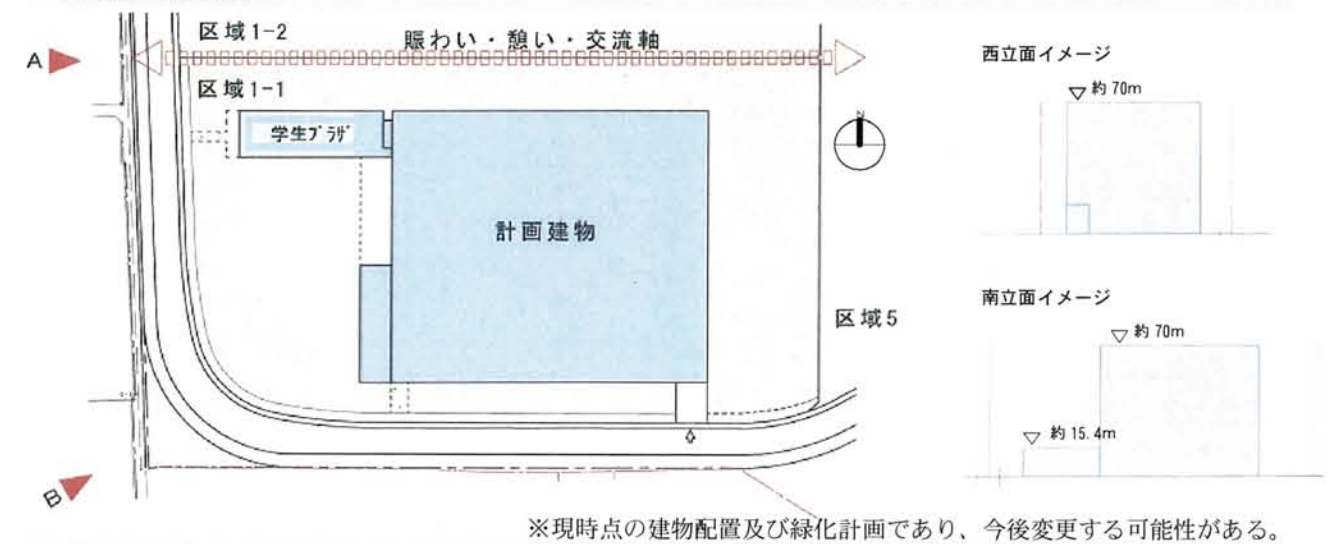 区域1-2
賑わい・憩い・交流軸
A
区域1-1
学生プラザ
N
計画建物
区域5
B
西立面イメージ
▽約70m
南立面イメージ
▽約70m
▽約15.4m
※現時点の建物配置及び緑化計画であり、今後変更する可能性がある。